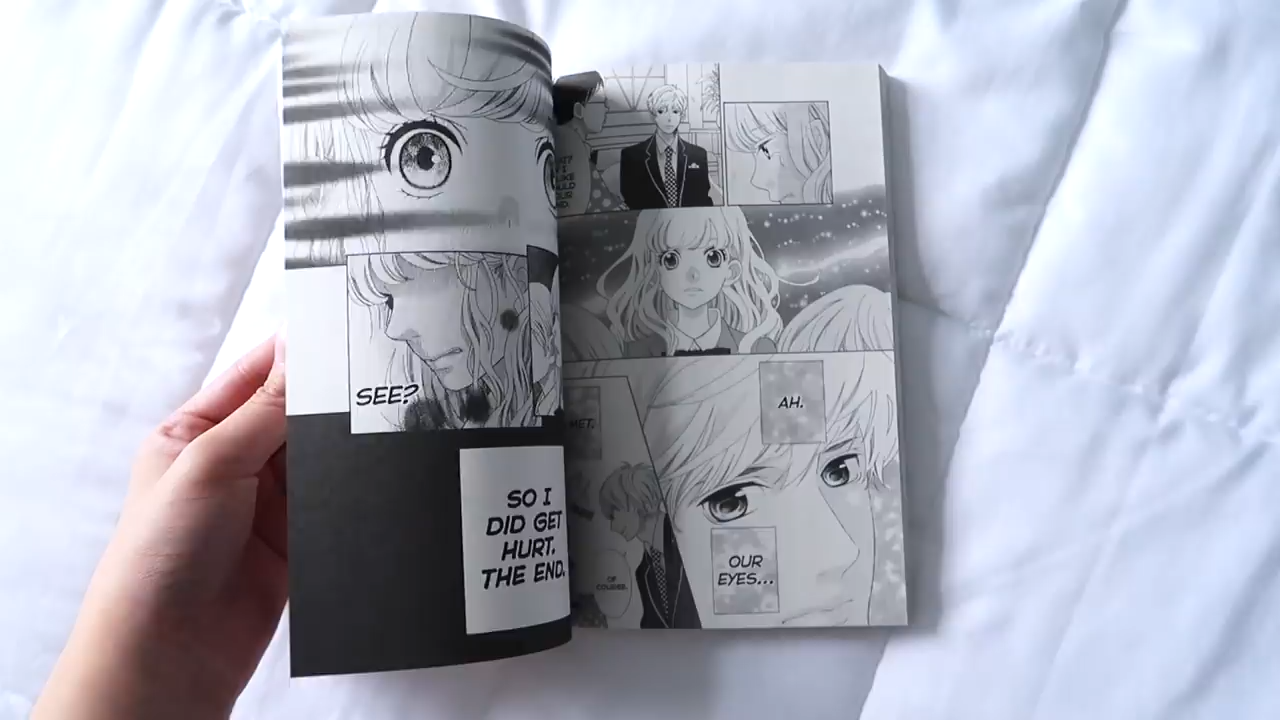 AH.
OUR
EYES...
MET.
OF
COURSE.
SEE?
SO I
DID GET
HURT.
THE END.